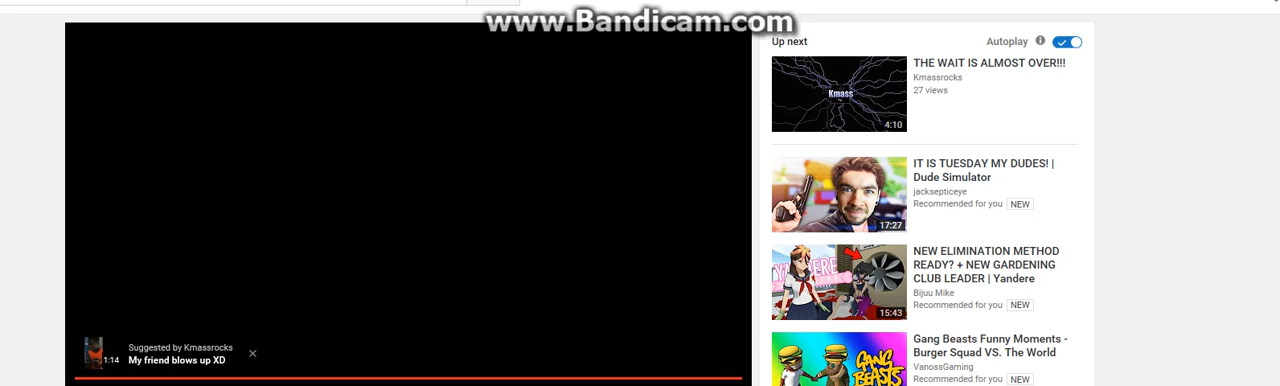 www.Bandicam.com
Up next
Autoplay
THE WAIT IS ALMOST OVER!!!
Kmassrocks
27 views
Kmass
4:10
IT IS TUESDAY MY DUDES! |
Dude Simulator
jacksepticeye
Recommended for you NEW
17:27
NEW ELIMINATION METHOD
READY? + NEW GARDENING
CLUB LEADER | Yandere
Bijuu Mike
Recommended for you NEW
15:43
Gang Beasts Funny Moments -
Burger Squad VS. The World
VanossGaming
Recommended for you NEW
GANG
BEASTS
Suggested by Kmassrocks
1:14 My friend blows up XD